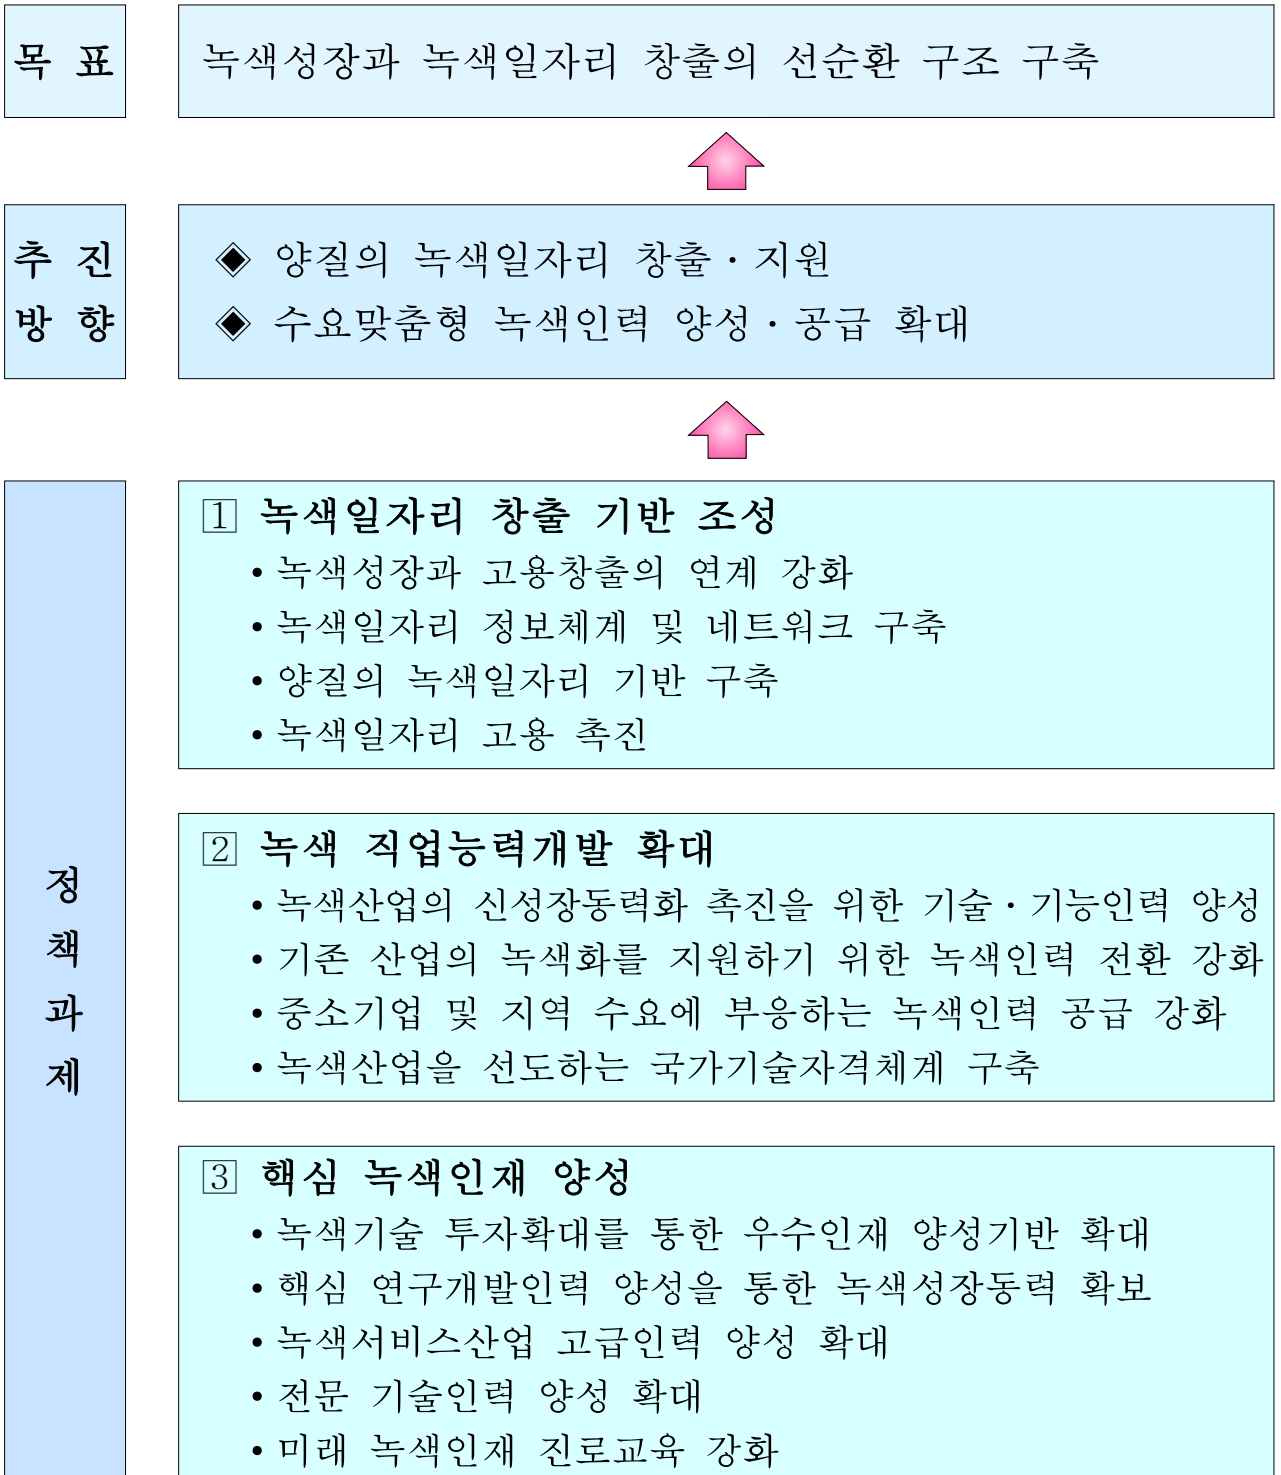 목 표
녹색성장과 녹색일자리 창출의 선순환 구조 구축
추 진
방 향
◈ 양질의 녹색일자리 창출·지원
◈ 수요맞춤형 녹색인력 양성·공급 확대
정
책
과
제
1 녹색일자리 창출 기반 조성
• 녹색성장과 고용창출의 연계 강화
• 녹색일자리 정보체계 및 네트워크 구축
• 양질의 녹색일자리 기반 구축
• 녹색일자리 고용 촉진
2 녹색 직업능력개발 확대
• 녹색산업의 신성장동력화 촉진을 위한 기술·기능인력 양성
• 기존 산업의 녹색화를 지원하기 위한 녹색인력 전환 강화
• 중소기업 및 지역 수요에 부응하는 녹색인력 공급 강화
• 녹색산업을 선도하는 국가기술자격체계 구축
3 핵심 녹색인재 양성
• 녹색기술 투자확대를 통한 우수인재 양성기반 확대
• 핵심 연구개발인력 양성을 통한 녹색성장동력 확보
• 녹색서비스산업 고급인력 양성 확대
• 전문 기술인력 양성 확대
• 미래 녹색인재 진로교육 강화